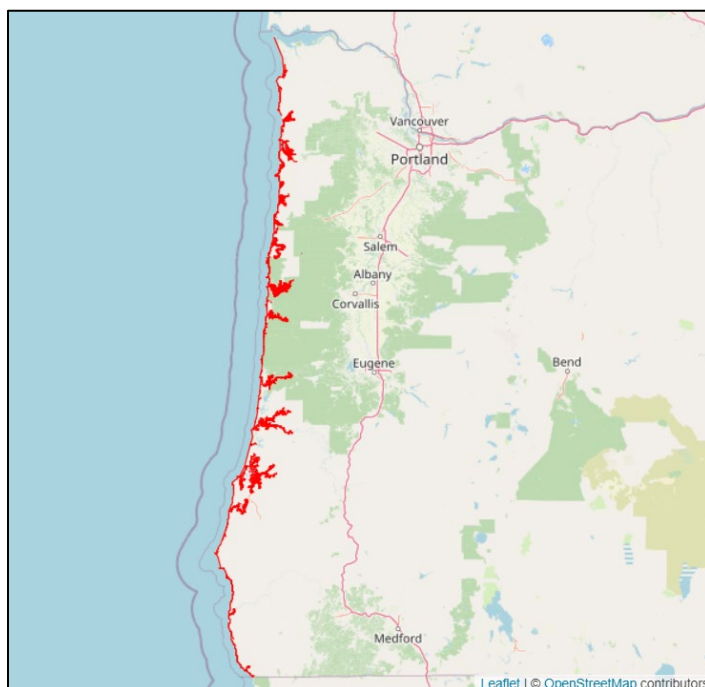 Vancouver
Portland
Salem
Albany
Corvallis
Eugene
Bend
Medford
Leaflet | © OpenStreetMap contributors